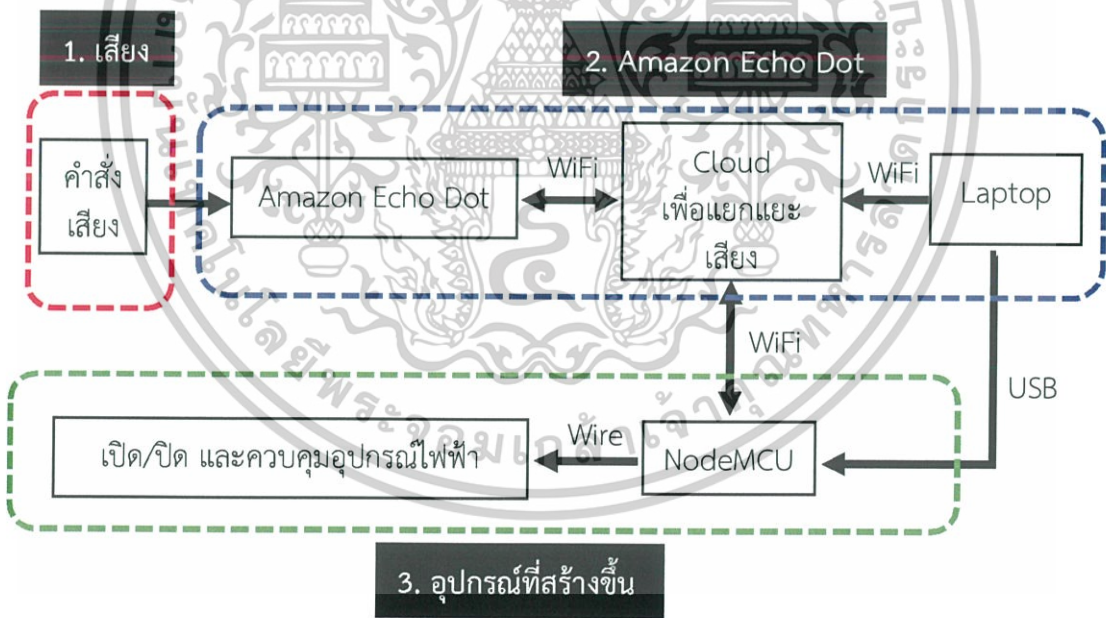 1. เสียง
2. Amazon Echo Dot
คำสั่ง
เสียง
Amazon Echo Dot
WiFi
Cloud
เพื่อแยกแยะ
เสียง
WiFi
Laptop
WiFi
USB
เปิด/ปิด และควบคุมอุปกรณ์ไฟฟ้า
Wire
NodeMCU
3. อุปกรณ์ที่สร้างขึ้น